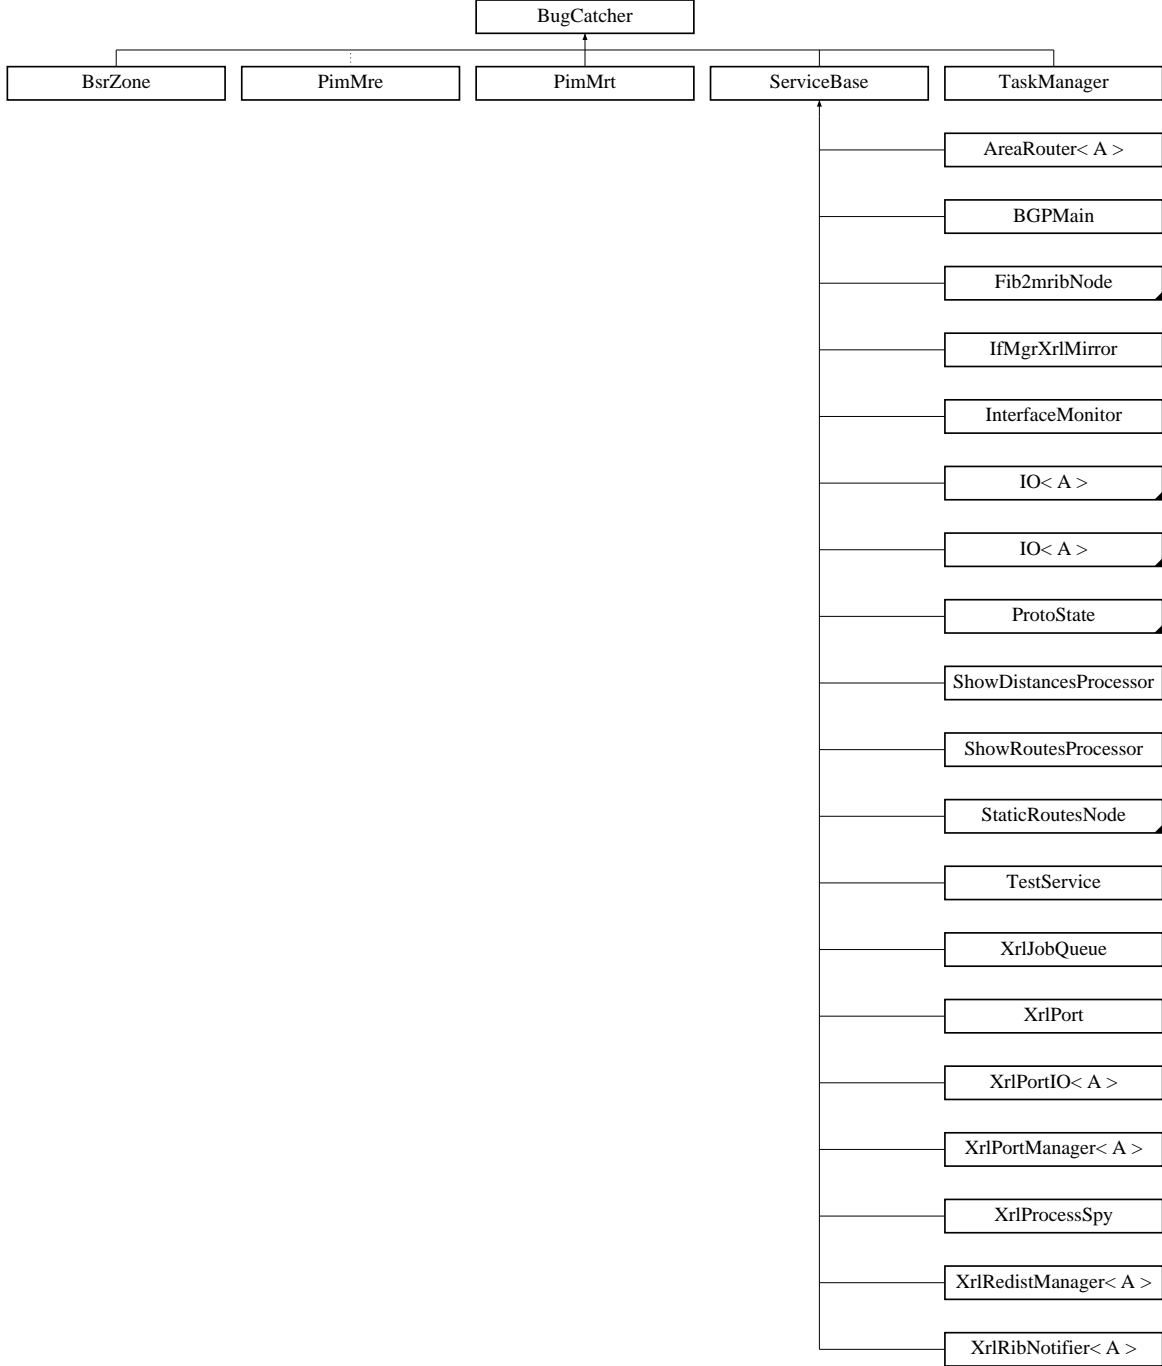 BugCatcher
BsrZone
PimMre
PimMrt
ServiceBase
TaskManager
AreaRouter< A >
BGPMain
Fib2mribNode
IfMgrXrlMirror
InterfaceMonitor
IO< A >
IO< A >
ProtoState
ShowDistancesProcessor
ShowRoutesProcessor
StaticRoutesNode
TestService
XrlJobQueue
XrlPort
XrlPortIO< A >
XrlPortManager< A >
XrlProcessSpy
XrlRedistManager< A >
XrlRibNotifier< A >